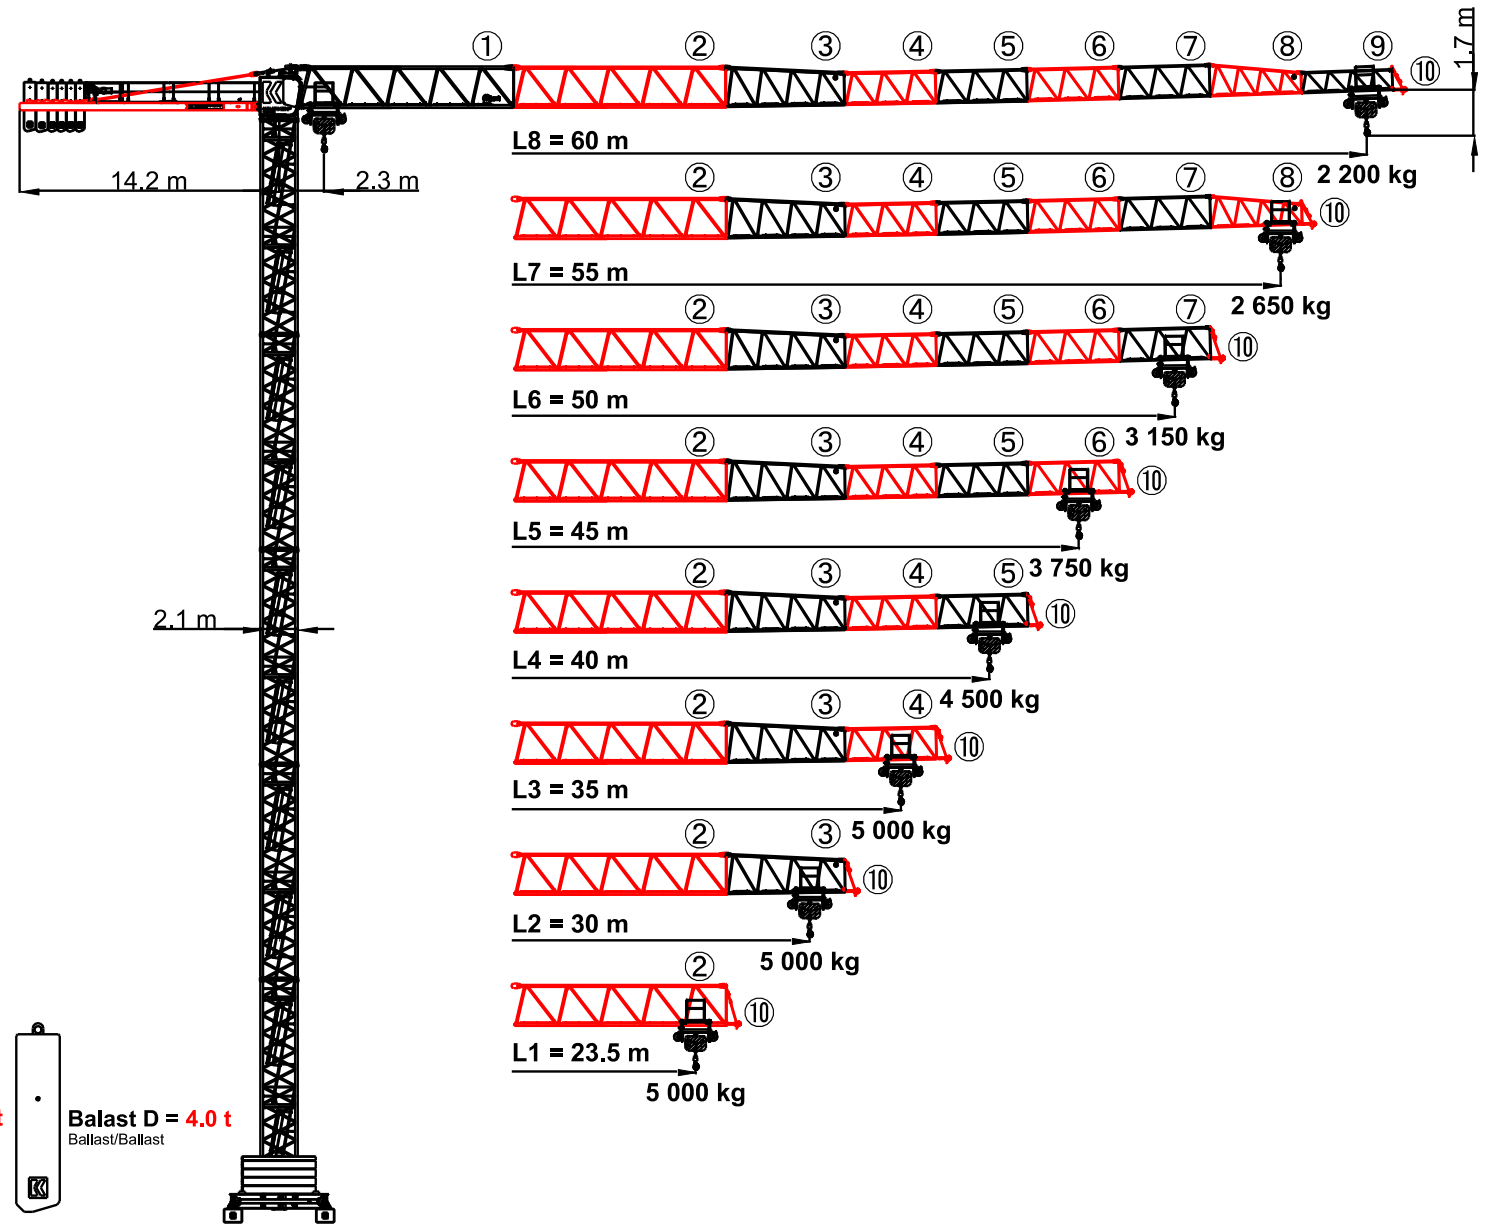 ① ② ③ ④ ⑤ ⑥ ⑦ ⑧ ⑨ ⑩
1.7 m
L8 = 60 m
14.2 m
2.3 m
2 200 kg
② ③ ④ ⑤ ⑥ ⑦ ⑧ ⑩
L7 = 55 m
2 650 kg
② ③ ④ ⑤ ⑥ ⑦ ⑩
L6 = 50 m
3 150 kg
② ③ ④ ⑤ ⑥ ⑩
L5 = 45 m
3 750 kg
② ③ ④ ⑤ ⑩
2.1 m
L4 = 40 m
4 500 kg
② ③ ④ ⑩
L3 = 35 m
5 000 kg
② ③ ⑩
L2 = 30 m
5 000 kg
② ⑩
L1 = 23.5 m
5 000 kg
t
Balast D = 4.0 t
Ballast/Ballast